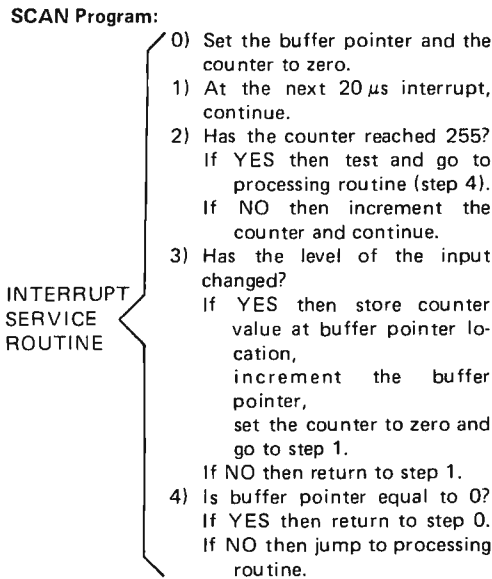 SCAN Program:
0) Set the buffer pointer and the
counter to zero.
1) At the next 20 μs interrupt,
continue.
2) Has the counter reached 255?
If YES then test and go to
processing routine (step 4).
If NO then increment the
counter and continue.
3) Has the level of the input
changed?
If YES then store counter
value at buffer pointer lo-
cation,
increment the buffer
pointer,
set the counter to zero and
go to step 1.
If NO then return to step 1.
4) Is buffer pointer equal to 0?
If YES then return to step 0.
If NO then jump to processing
routine.
INTERRUPT
SERVICE
ROUTINE